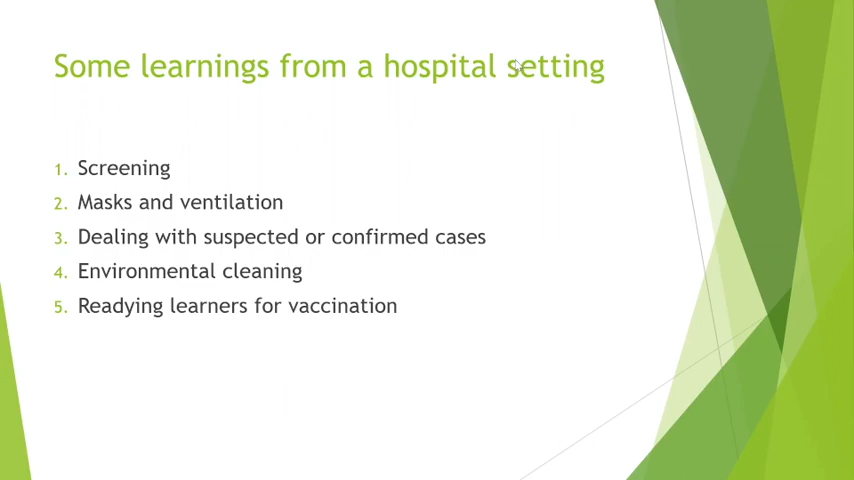 Some learnings from a hospital setting
1. Screening
2. Masks and ventilation
3. Dealing with suspected or confirmed cases
4. Environmental cleaning
5. Readying learners for vaccination